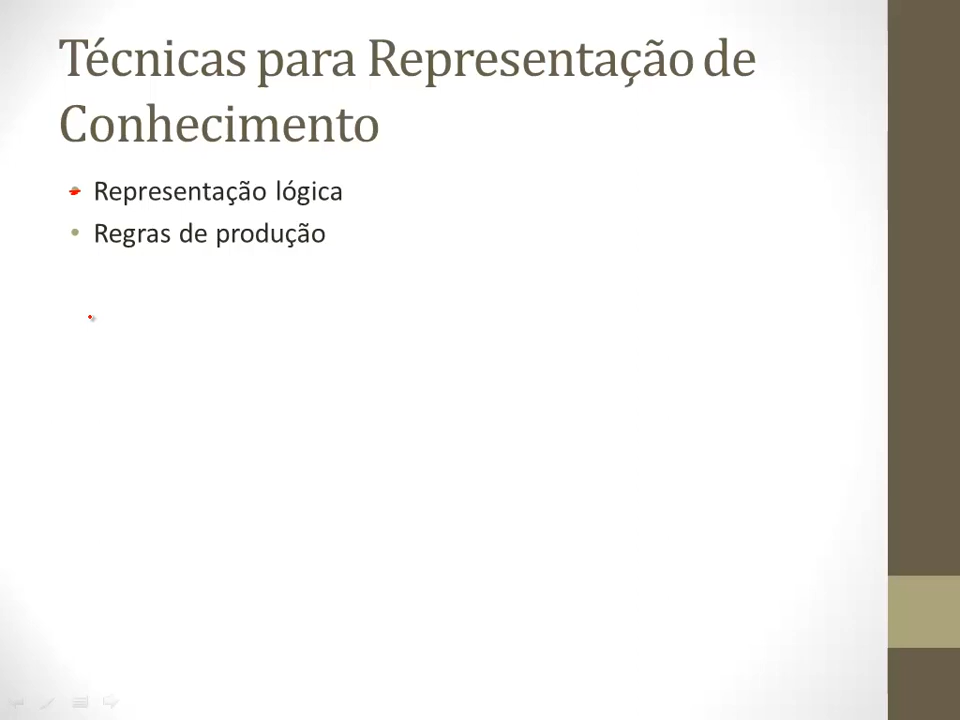 Técnicas para Representação de
Conhecimento
Representação lógica
Regras de produção